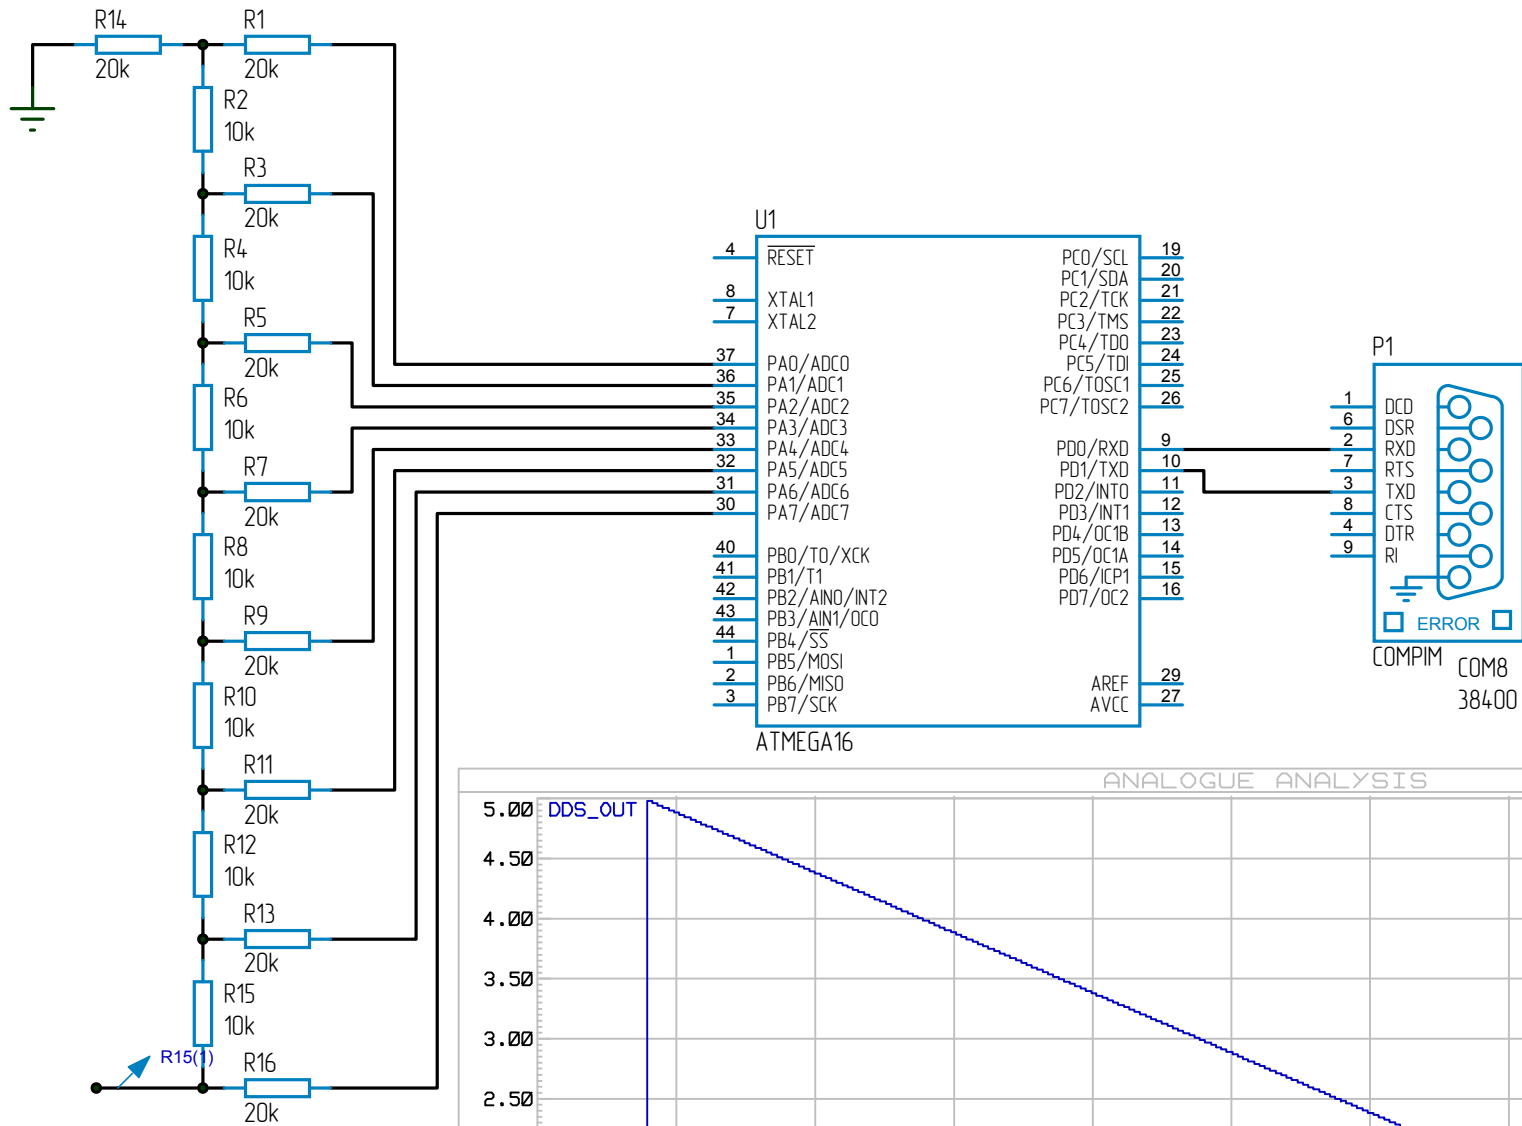 R14
20k
R1
20k
R2
10k
R3
20k
R4
10k
R5
20k
R6
10k
R7
20k
R8
10k
R9
20k
R10
10k
R11
20k
R12
10k
R13
20k
R15
10k
R15(1)
R16
20k
U1
4 RESET
8 XTAL1
7 XTAL2
37 PA0/ADC0
36 PA1/ADC1
35 PA2/ADC2
34 PA3/ADC3
33 PA4/ADC4
32 PA5/ADC5
31 PA6/ADC6
30 PA7/ADC7
40 PB0/T0/XCK
41 PB1/T1
42 PB2/AIN0/INT2
43 PB3/AIN1/OC0
44 PB4/SS
1 PB5/MOSI
2 PB6/MISO
3 PB7/SCK
PC0/SCL 19
PC1/SDA 20
PC2/TCK 21
PC3/TMS 22
PC4/TDO 23
PC5/TDI 24
PC6/TOSC1 25
PC7/TOSC2 26
PD0/RXD 9
PD1/TXD 10
PD2/INT0 11
PD3/INT1 12
PD4/OC1B 13
PD5/OC1A 14
PD6/ICP1 15
PD7/OC2 16
AREF 29
AVCC 27
ATMEGA16
P1
1 DCD
6 DSR
2 RXD
7 RTS
3 TXD
8 CTS
4 DTR
9 RI
ERROR
COMPIM
COM8
38400
ANALOGUE ANALYSIS
5.00 DDS_OUT
4.50
4.00
3.50
3.00
2.50